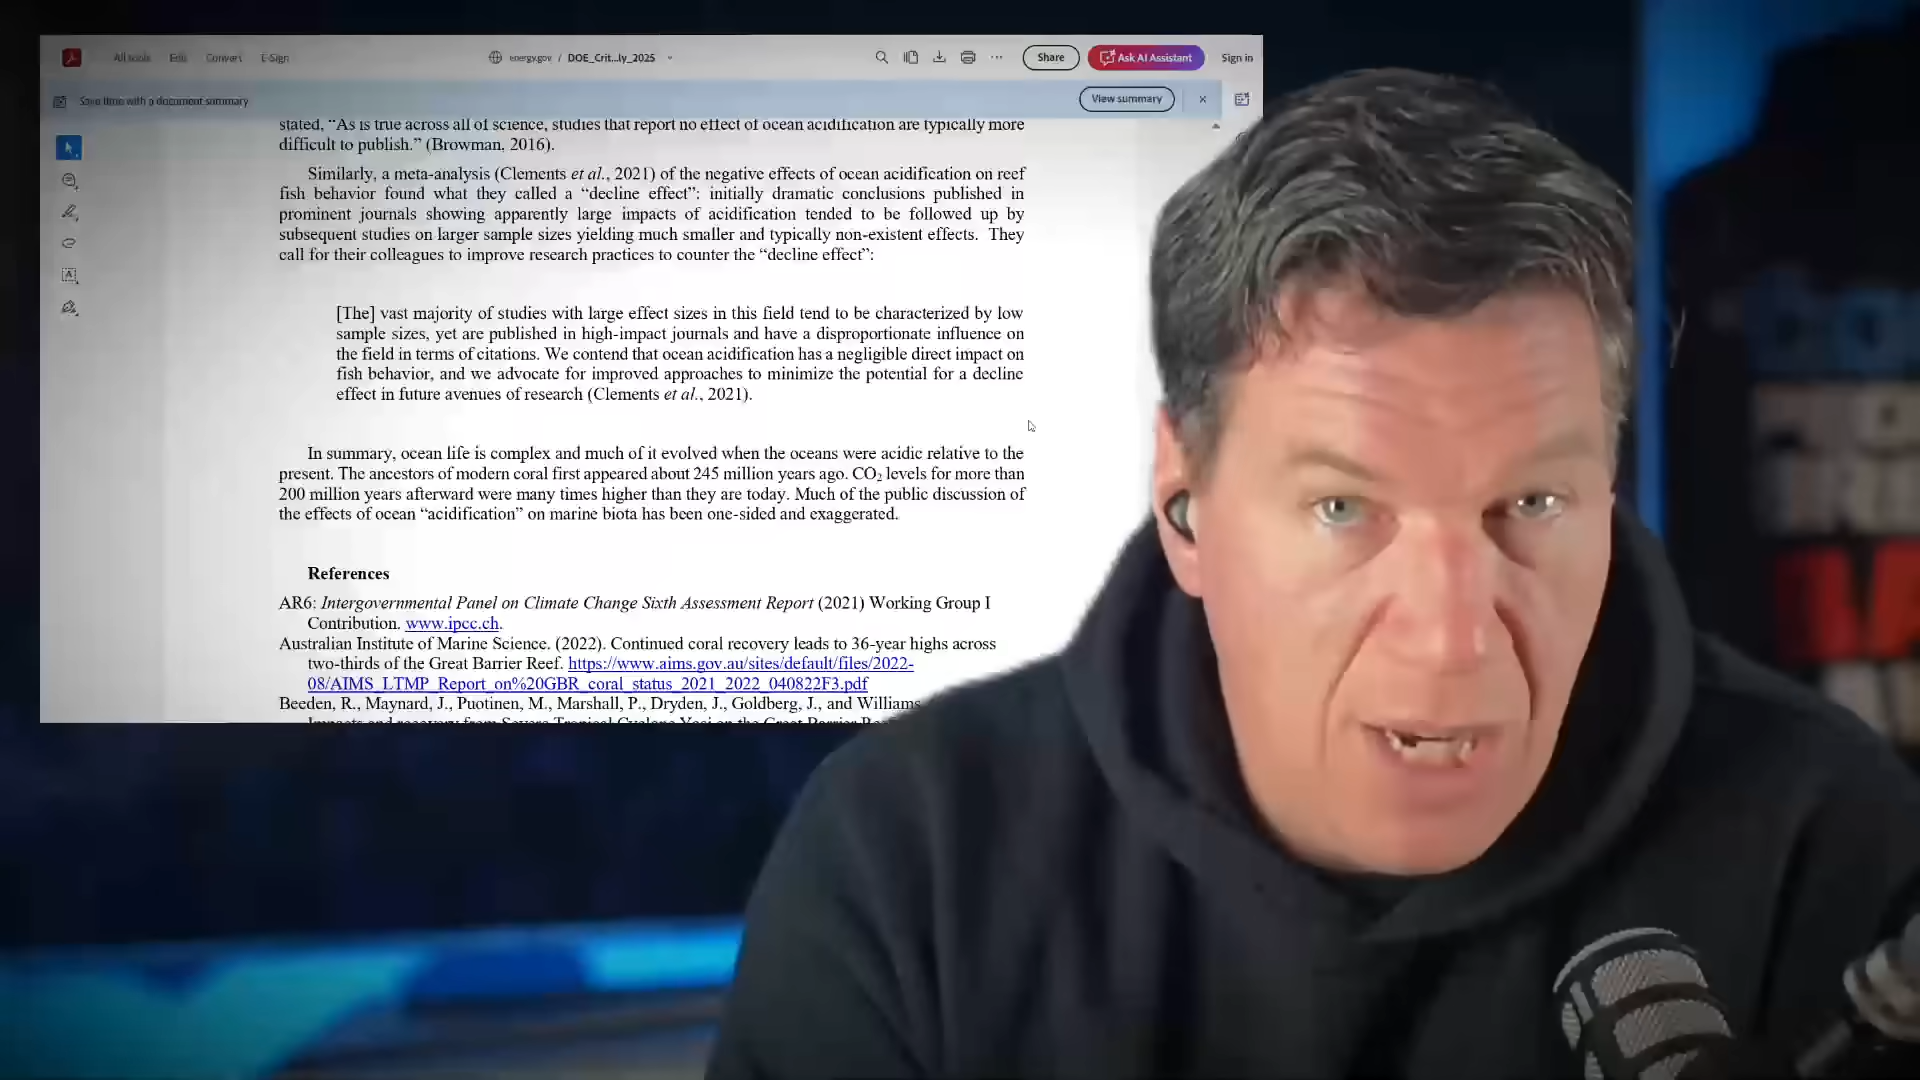 All tools Edit Convert E-Sign energy.gov / DOE_Crit...ly_2025 Share Ask AI Assistant Sign in
Save time with a document summary View summary
stated, “As is true across all of science, studies that report no effect of ocean acidification are typically more
difficult to publish.” (Browman, 2016).
Similarly, a meta-analysis (Clements et al., 2021) of the negative effects of ocean acidification on reef
fish behavior found what they called a “decline effect”: initially dramatic conclusions published in
prominent journals showing apparently large impacts of acidification tended to be followed up by
subsequent studies on larger sample sizes yielding much smaller and typically non-existent effects. They
call for their colleagues to improve research practices to counter the “decline effect”:
[The] vast majority of studies with large effect sizes in this field tend to be characterized by low
sample sizes, yet are published in high-impact journals and have a disproportionate influence on
the field in terms of citations. We contend that ocean acidification has a negligible direct impact on
fish behavior, and we advocate for improved approaches to minimize the potential for a decline
effect in future avenues of research (Clements et al., 2021).
In summary, ocean life is complex and much of it evolved when the oceans were acidic relative to the
present. The ancestors of modern coral first appeared about 245 million years ago. CO₂ levels for more than
200 million years afterward were many times higher than they are today. Much of the public discussion of
the effects of ocean “acidification” on marine biota has been one-sided and exaggerated.
References
AR6: Intergovernmental Panel on Climate Change Sixth Assessment Report (2021) Working Group I
Contribution. www.ipcc.ch.
Australian Institute of Marine Science. (2022). Continued coral recovery leads to 36-year highs across
two-thirds of the Great Barrier Reef. https://www.aims.gov.au/sites/default/files/2022-
08/AIMS_LTMP_Report_on%20GBR_coral_status_2021_2022_040822F3.pdf
Beeden, R., Maynard, J., Puotinen, M., Marshall, P., Dryden, J., Goldberg, J., and Williams